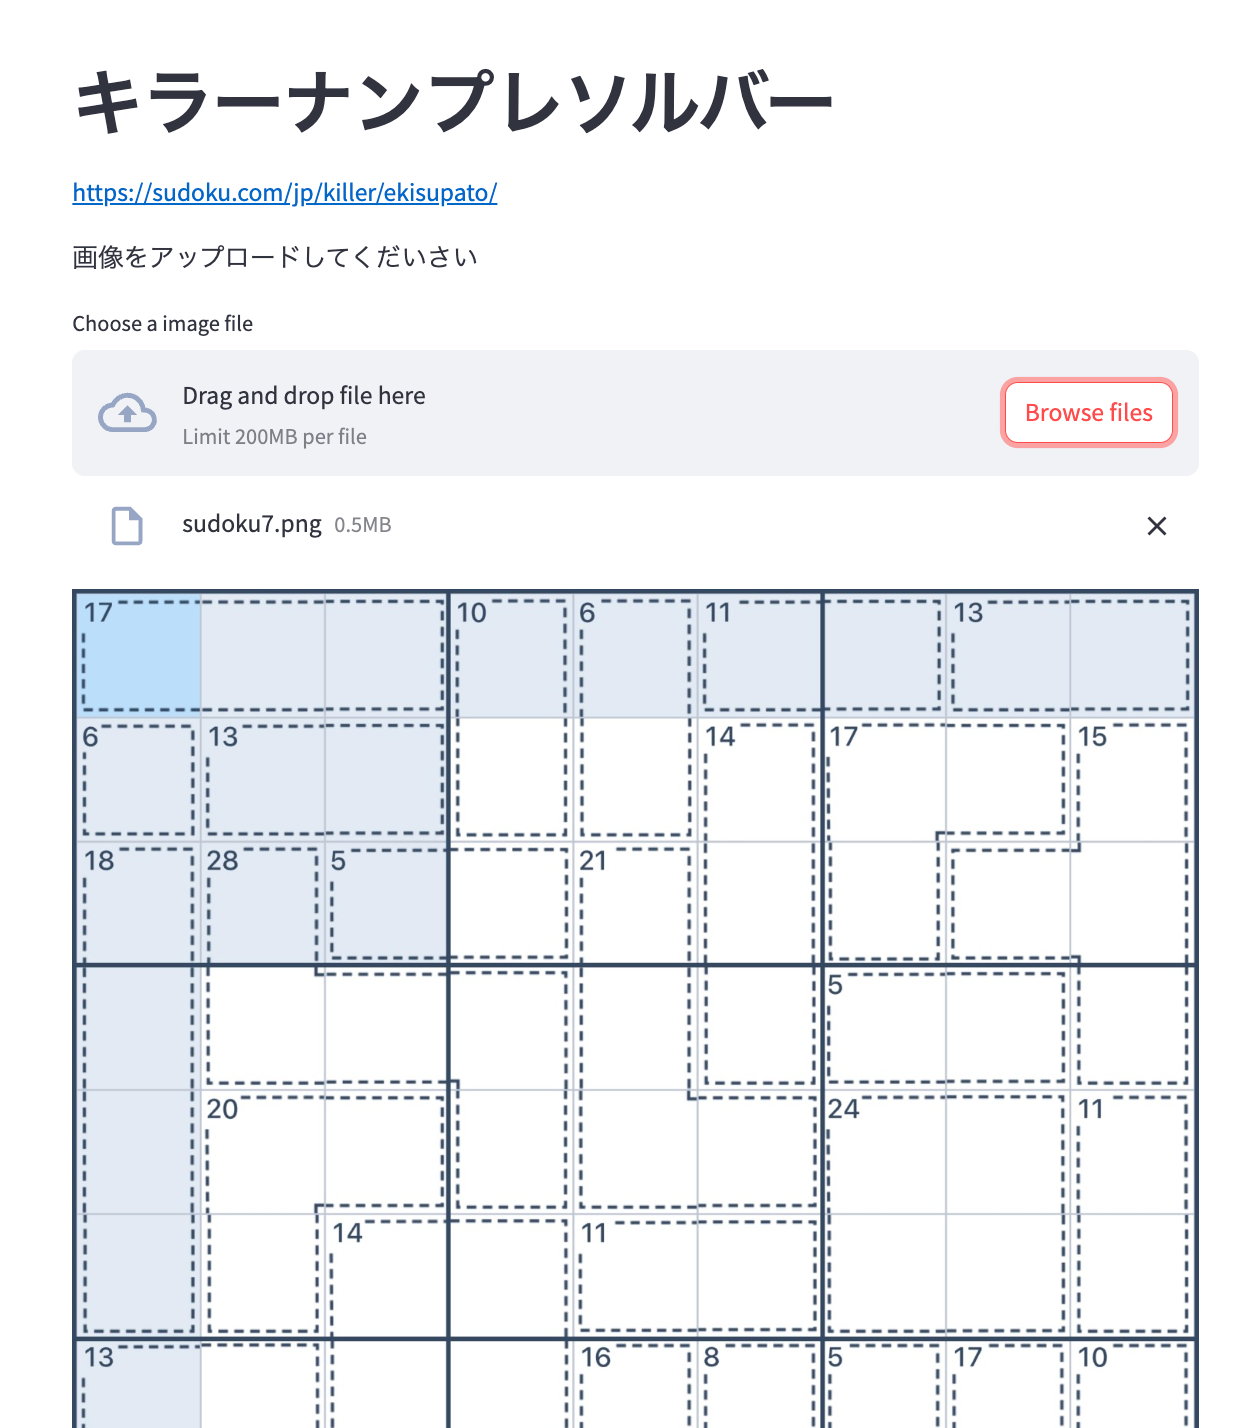 キラーナンプレソルバー
https://sudoku.com/jp/killer/ekisupato/
画像をアップロードしてくだいさい
Choose a image file
Drag and drop file here
Limit 200MB per file
Browse files
sudoku7.png 0.5MB
17 10 6 11 13
6 13 14 17 15
18 28 5 21
5
20 24 11
14 11
13 16 8 5 17 10